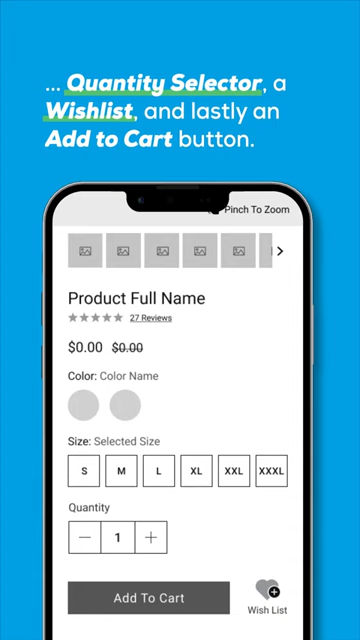 ... Quantity Selector, a
Wishlist, and lastly an
Add to Cart button.
Pinch To Zoom
Product Full Name
27 Reviews
$0.00 $0.00
Color: Color Name
Size: Selected Size
S M L XL XXL XXXL
Quantity
1
Add To Cart
Wish List